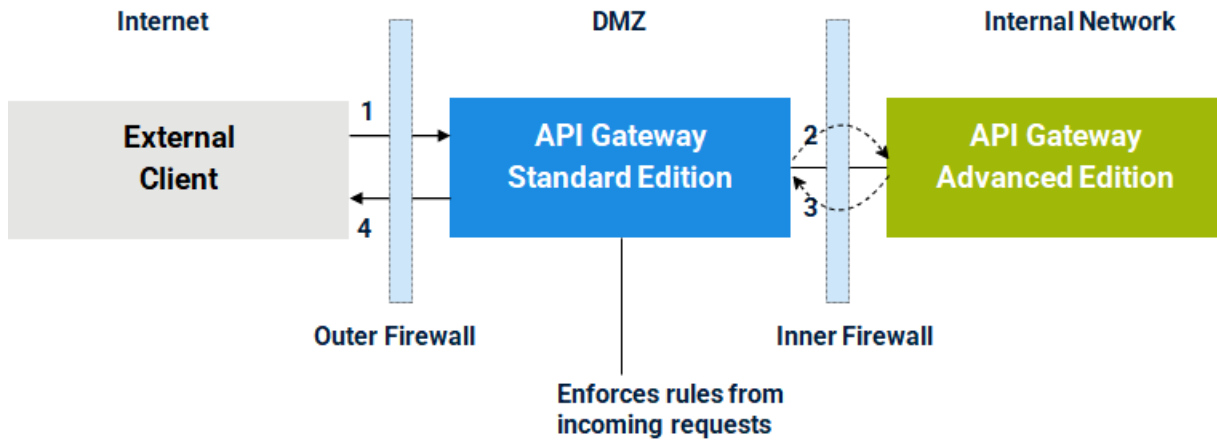 Internet
DMZ
Internal Network
1
External
Client
API Gateway
Standard Edition
2
API Gateway
Advanced Edition
3
4
Outer Firewall
Inner Firewall
Enforces rules from
incoming requests